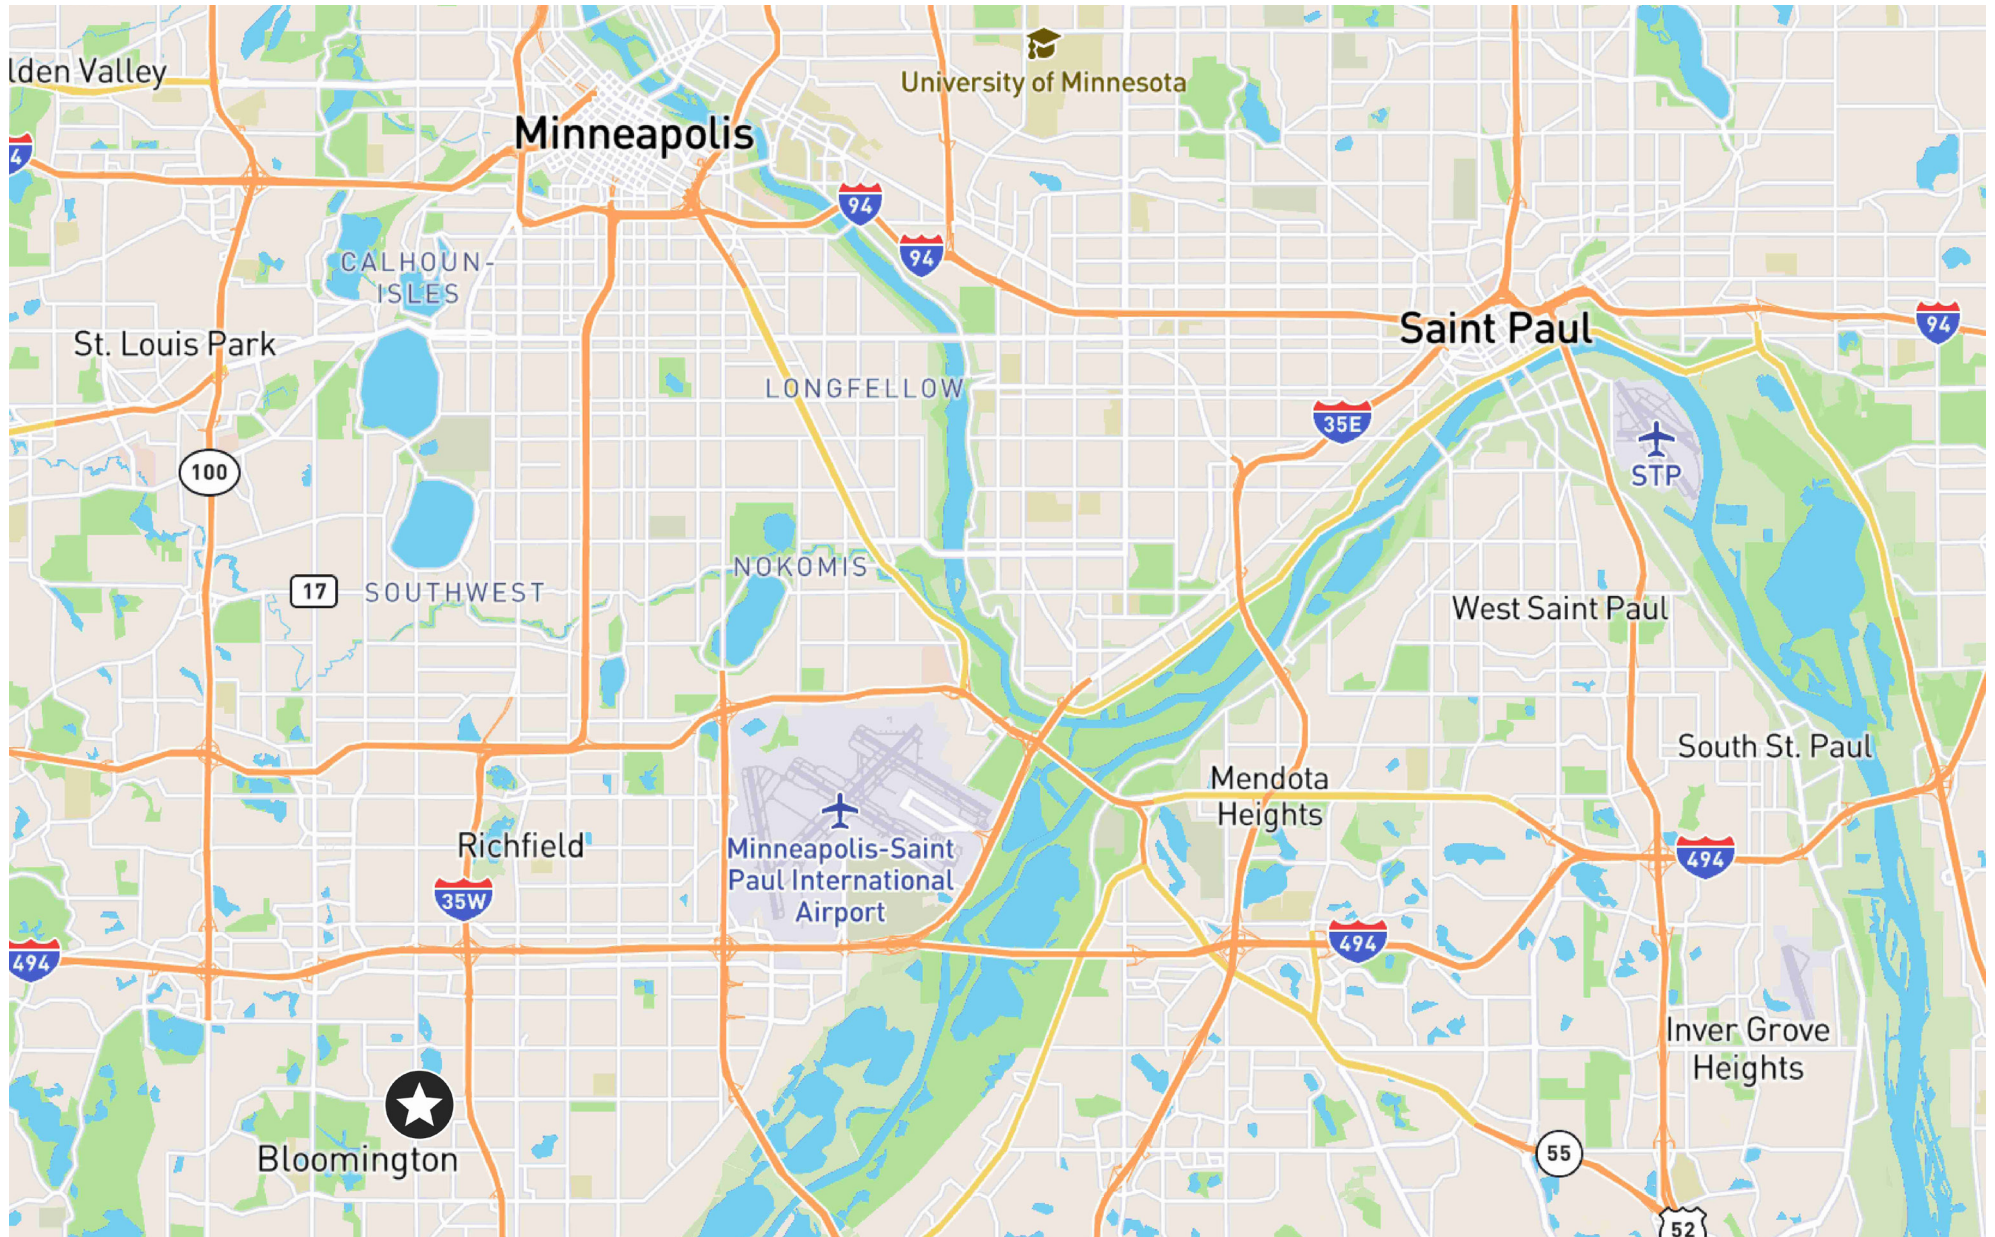 University of Minnesota
lden Valley
Minneapolis
4
94
94
CALHOUN-
ISLES
94
Saint Paul
St. Louis Park
LONGFELLOW
35E
100
STP
NOKOMIS
17
SOUTHWEST
West Saint Paul
South St. Paul
Mendota
Heights
Richfield
Minneapolis-Saint
Paul International
Airport
494
35W
494
494
Inver Grove
Heights
Bloomington
55
52